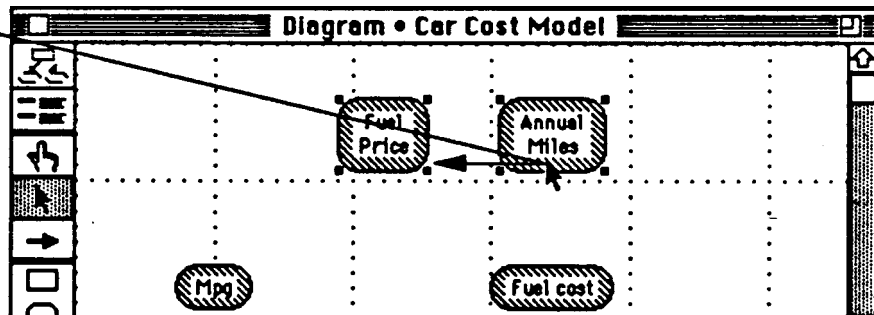 Diagram • Car Cost Model
Fuel
Price
Annual
Miles
Mpg
Fuel cost